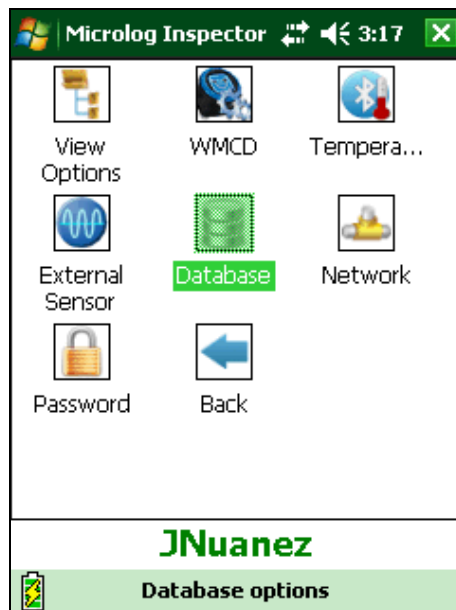 Microlog Inspector 3:17
View Options
WMCD
Tempera...
External Sensor
Database
Network
Password
Back
JNuanez
Database options